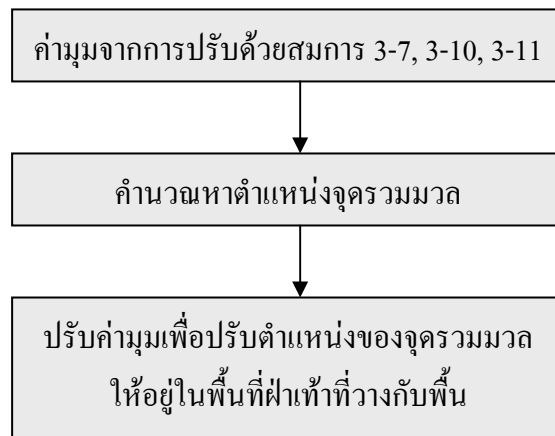 ค่ามุมจากการปรับด้วยสมการ 3-7, 3-10, 3-11
คำนวณหาตำแหน่งจุดรวมมวล
ปรับค่ามุมเพื่อปรับตำแหน่งของจุดรวมมวล
ให้อยู่ในพื้นที่ฝ่าเท้าที่วางกับพื้น